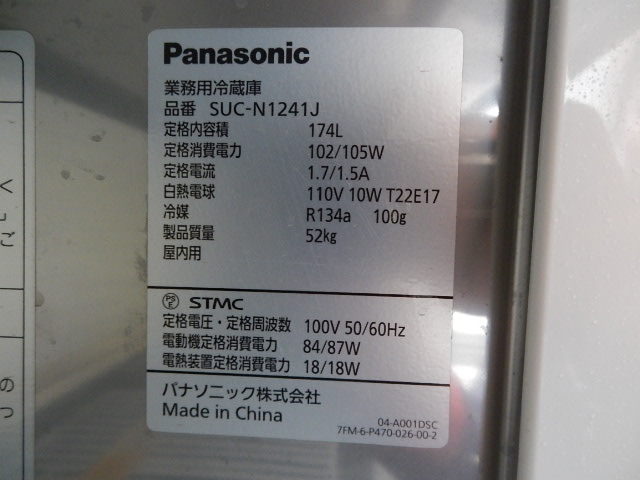 Panasonic
業務用冷蔵庫
品番 SUC-N1241J
定格内容積 174L
定格消費電力 102/105W
定格電流 1.7/1.5A
白熱電球 110V 10W T22E17
冷媒 R134a 100g
製品質量 52kg
屋内用
PSE STMC
定格電圧・定格周波数 100V 50/60Hz
電動機定格消費電力 84/87W
電熱装置定格消費電力 18/18W
パナソニック株式会社
Made in China
04-A001DSC
7FM-6-P470-026-00-2
く
ご
の
つ